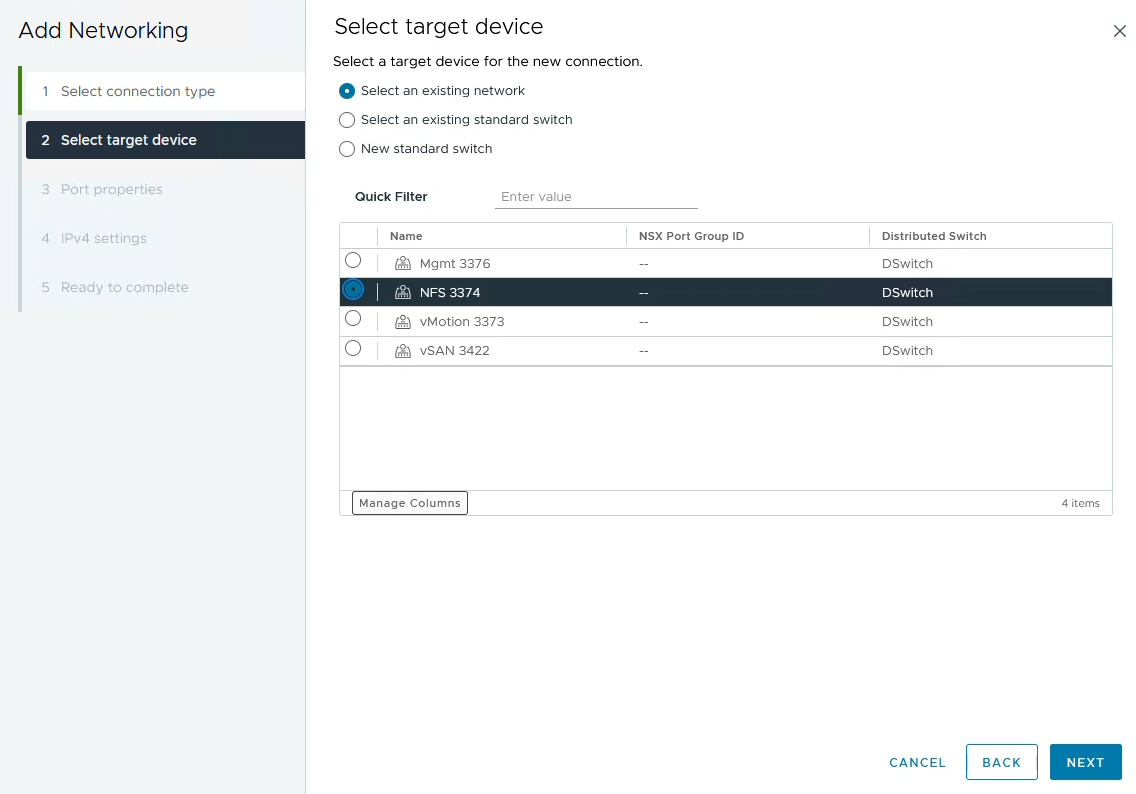 Add Networking
1 Select connection type
2 Select target device
3 Port properties
4 IPv4 settings
5 Ready to complete
Select target device
Select a target device for the new connection.
Select an existing network
Select an existing standard switch
New standard switch
Quick Filter Enter value
Name NSX Port Group ID Distributed Switch
Mgmt 3376 -- DSwitch
NFS 3374 -- DSwitch
vMotion 3373 -- DSwitch
vSAN 3422 -- DSwitch
Manage Columns 4 items
CANCEL BACK NEXT